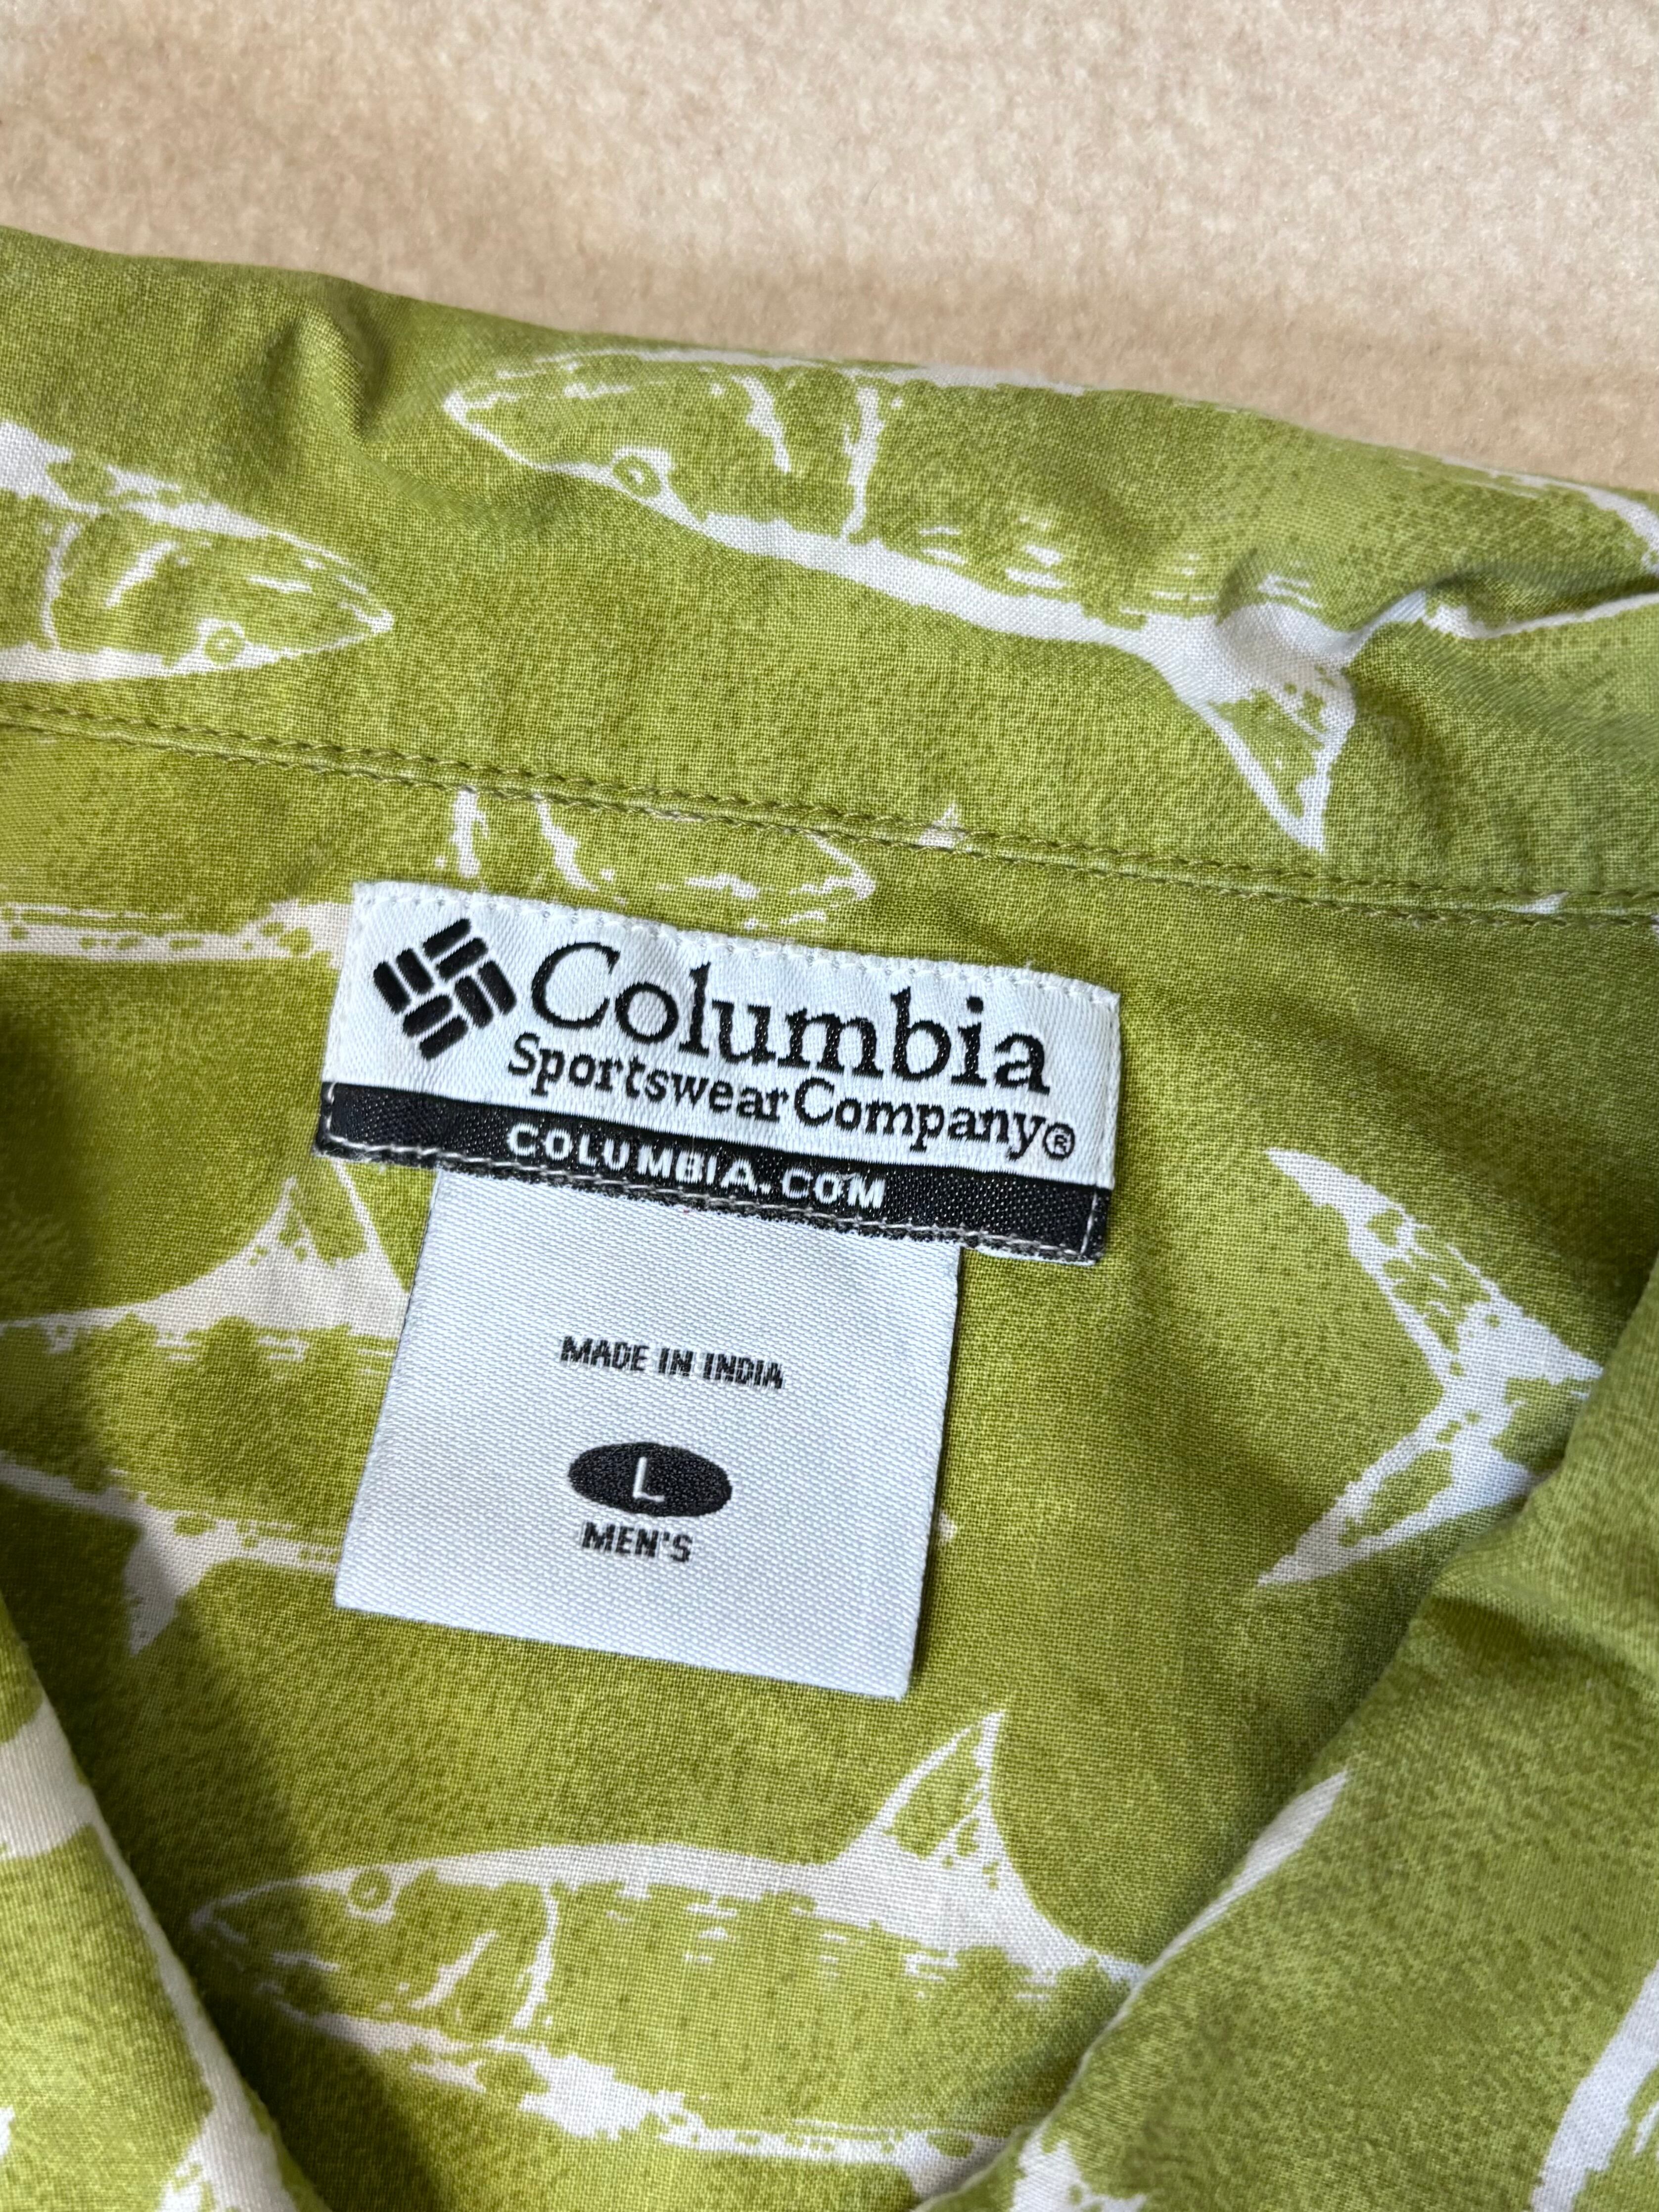 Columbia
Sportswear Company®
COLUMBIA.COM
MADE IN INDIA
L
MEN'S